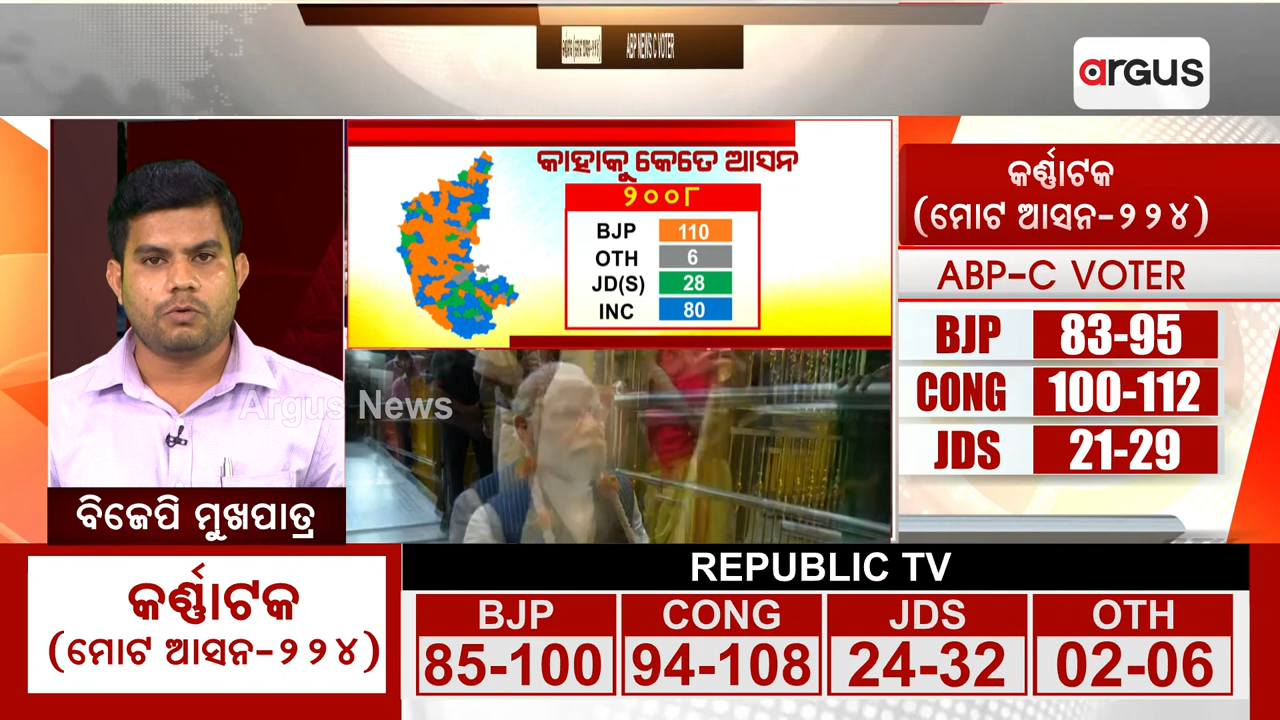 ABP NEWS C VOTER
argus
କାହାକୁ କେତେ ଆସନ
୨୦୦୮
BJP 110
OTH 6
JD(S) 28
INC 80
Argus News
ବିଜେପି ମୁଖପାତ୍ର
କର୍ଣ୍ଣାଟକ
(ମୋଟ ଆସନ-୨୨୪)
ABP-C VOTER
BJP 83-95
CONG 100-112
JDS 21-29
କର୍ଣ୍ଣାଟକ
(ମୋଟ ଆସନ-୨୨୪)
REPUBLIC TV
BJP CONG JDS OTH
85-100 94-108 24-32 02-06